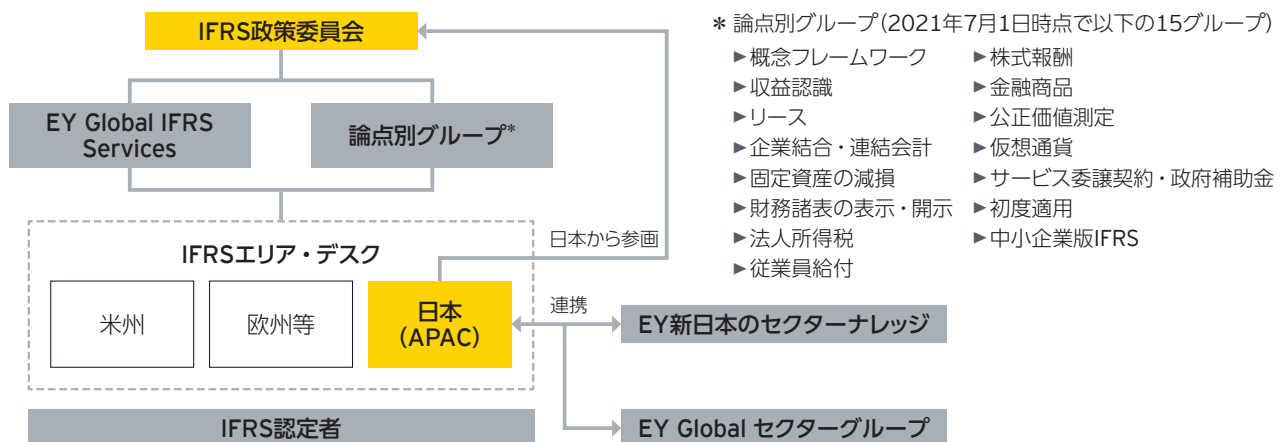 IFRS政策委員会
EY Global IFRS
Services
論点別グループ*
IFRSエリア・デスク
日本から参画
米州
欧州等
日本
(APAC)
連携
EY新日本のセクターナレッジ
IFRS認定者
EY Global セクターグループ
* 論点別グループ(2021年7月1日時点で以下の15グループ)
►概念フレームワーク
►収益認識
►リース
►企業結合・連結会計
►固定資産の減損
►財務諸表の表示・開示
►法人所得税
►従業員給付
►株式報酬
►金融商品
►公正価値測定
►仮想通貨
►サービス委譲契約・政府補助金
►初度適用
►中小企業版IFRS